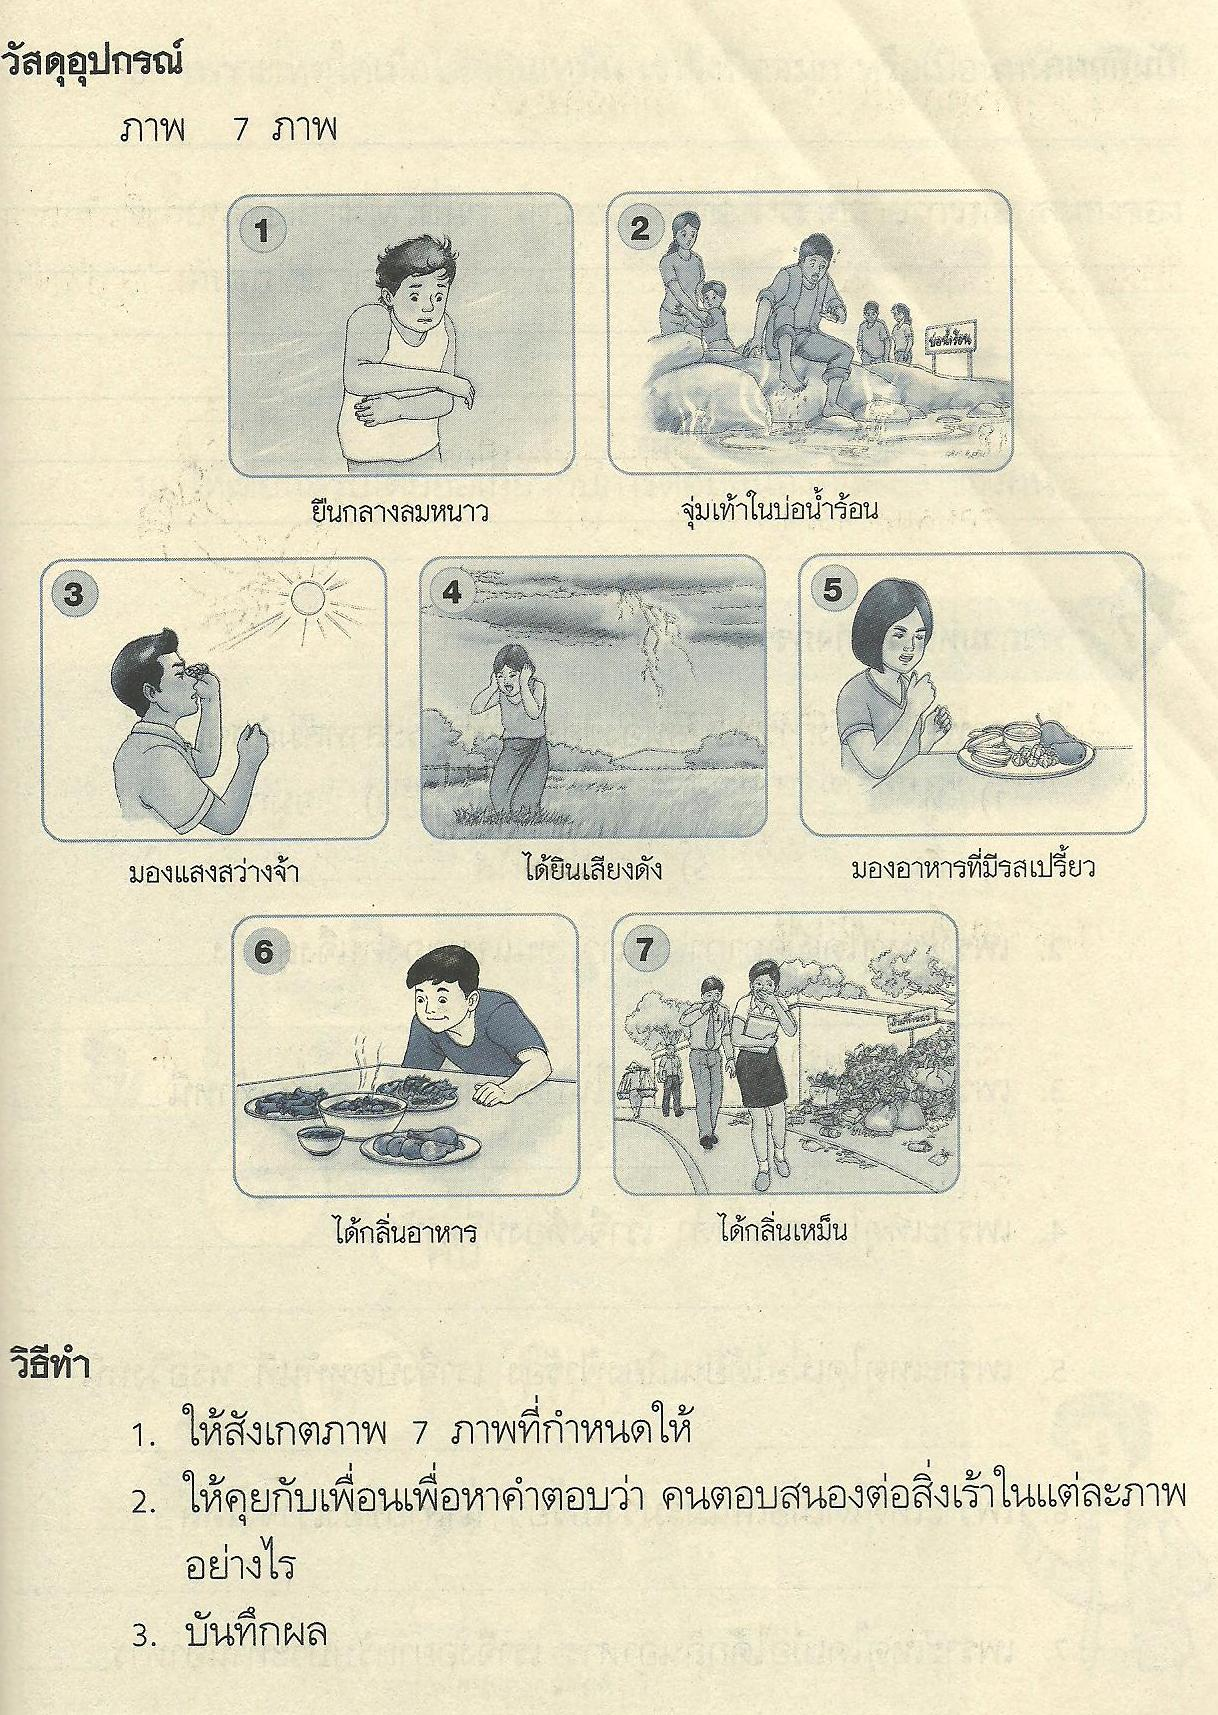 วัสดุอุปกรณ์
ภาพ 7 ภาพ
1
2
บ่อน้ำร้อน
ยืนกลางลมหนาว
จุ่มเท้าในบ่อน้ำร้อน
3
4
5
มองแสงสว่างจ้า
ได้ยินเสียงดัง
มองอาหารที่มีรสเปรี้ยว
6
7
ได้กลิ่นอาหาร
ได้กลิ่นเหม็น
วิธีทำ
1. ให้สังเกตภาพ 7 ภาพที่กำหนดให้
2. ให้คุยกับเพื่อนเพื่อหาคำตอบว่า คนตอบสนองต่อสิ่งเร้าในแต่ละภาพ
อย่างไร
3. บันทึกผล